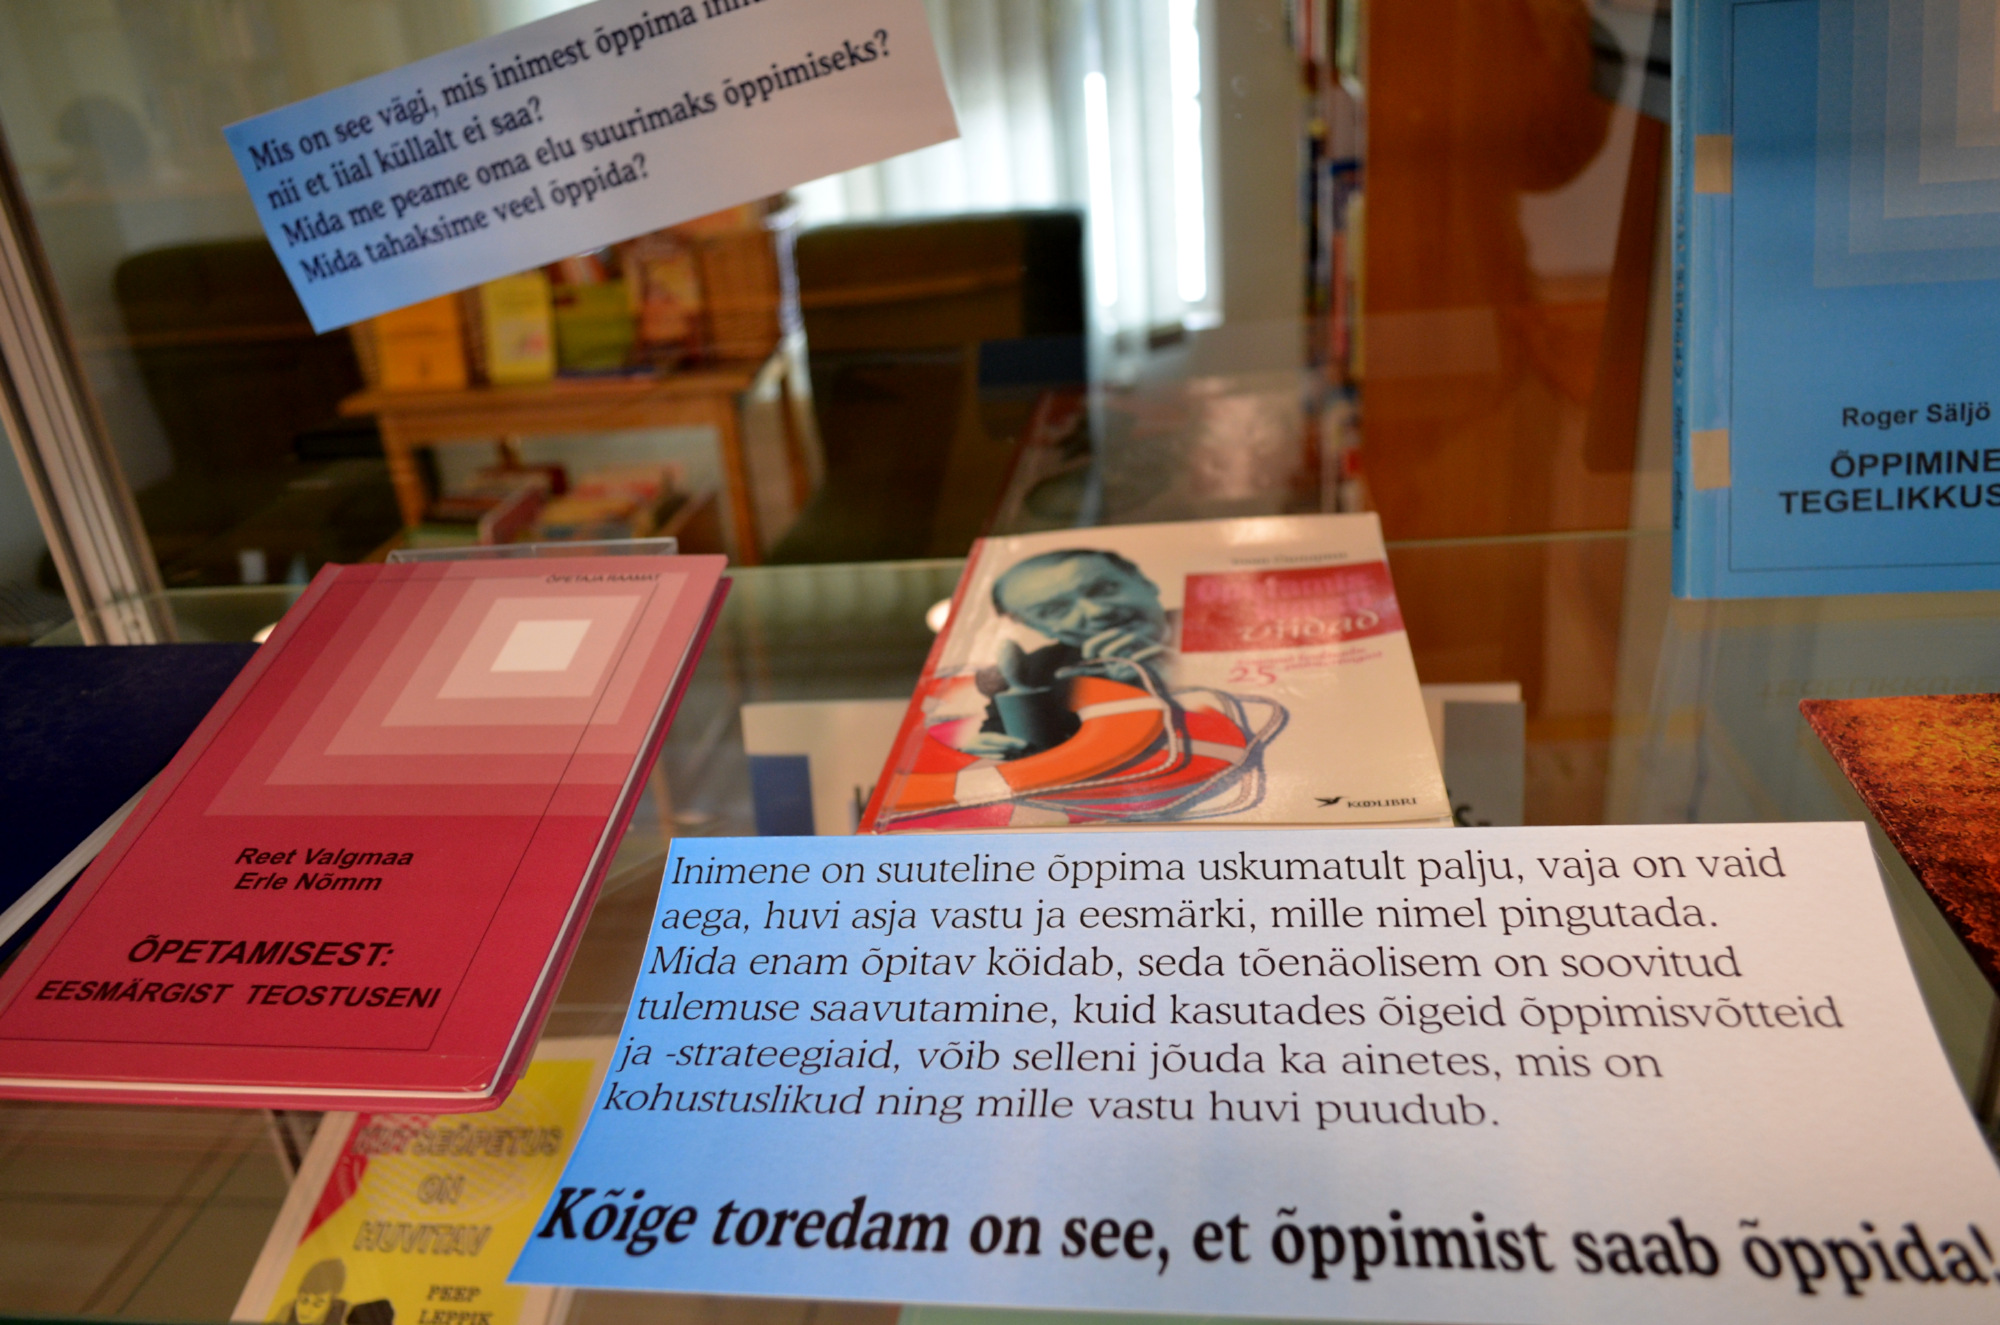 Mis on see vägi, mis inimest õppima
nii et iial küllalt ei saa?
Mida me peame oma elu suurimaks õppimiseks?
Mida tahaksime veel õppida?
Roger Säljö
ÕPPIMINE
TEGELIKKUS
ÕPETAJA RAAMAT
Reet Valgmaa
Erle Nõmm
ÕPETAMISEST:
EESMÄRGIST TEOSTUSENI
võidad
25
KOOLIBRI
Inimene on suuteline õppima uskumatult palju, vaja on vaid
aega, huvi asja vastu ja eesmärki, mille nimel pingutada.
Mida enam õpitav köidab, seda tõenäolisem on soovitud
tulemuse saavutamine, kuid kasutades õigeid õppimisvõtteid
ja -strateegiaid, võib selleni jõuda ka ainetes, mis on
kohustuslikud ning mille vastu huvi puudub.
Kõige toredam on see, et õppimist saab õppida!
KUTSEÕPETUS
ON
HUVITAV
PEEP
LEPPIK